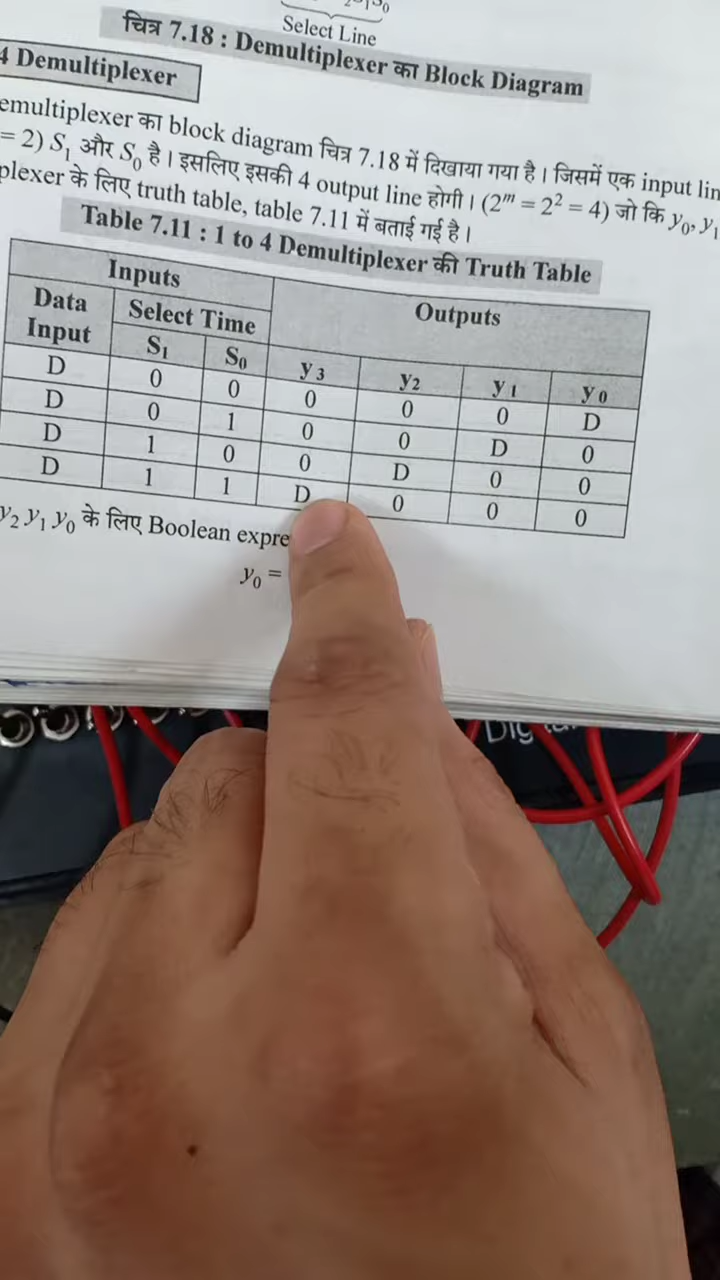 Select Line
चित्र 7.18 : Demultiplexer का Block Diagram
4 Demultiplexer
emultiplexer का block diagram चित्र 7.18 में दिखाया गया है। जिसमें एक input lin
= 2) S₁ और S₀ है। इसलिए इसकी 4 output line होगी। (2ᵐ = 2² = 4) जो कि y₀, y₁
plexer के लिए truth table, table 7.11 में बताई गई है।
Table 7.11 : 1 to 4 Demultiplexer की Truth Table
Inputs Outputs
Data Input Select Time
S₁ S₀ y₃ y₂ y₁ y₀
D 0 0 0 0 0 D
D 0 1 0 0 D 0
D 1 0 0 D 0 0
D 1 1 D 0 0 0
y₂ y₁ y₀ के लिए Boolean expre
y₀ =